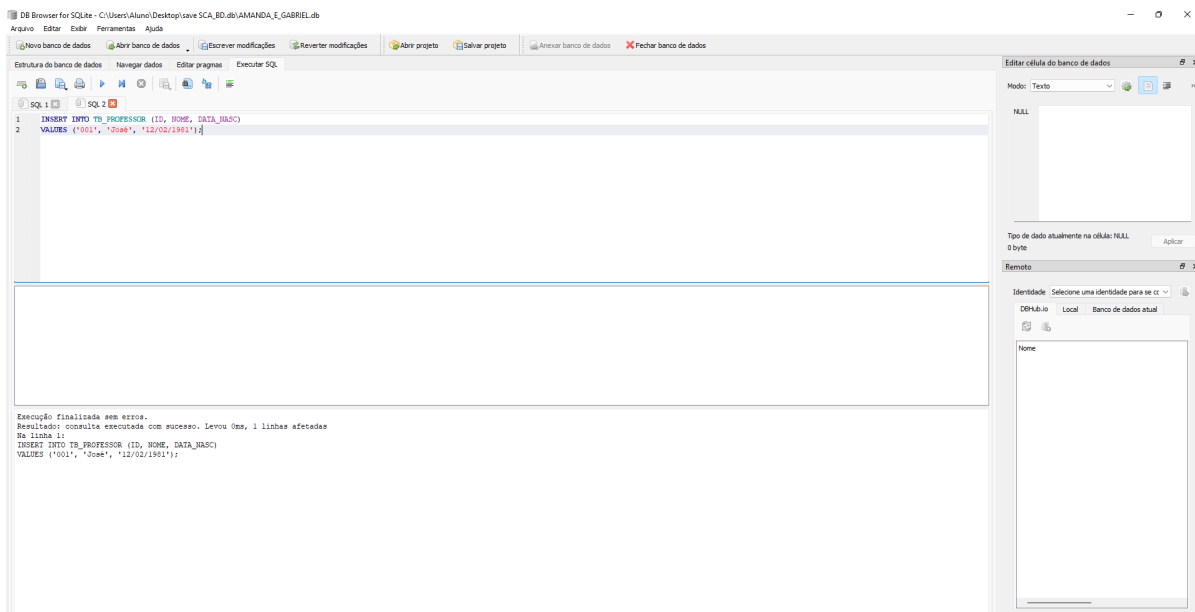 DB Browser for SQLite - C:\Users\Aluno\Desktop\save SCA_BD.db\AMANDA_E_GABRIEL.db
Arquivo Editar Exibir Ferramentas Ajuda
Novo banco de dados Abrir banco de dados Escrever modificações Reverter modificações Abrir projeto Salvar projeto Anexar banco de dados Fechar banco de dados
Estrutura do banco de dados Navegar dados Editar pragmas Executar SQL
SQL 1 SQL 2
1 INSERT INTO TB_PROFESSOR (ID, NOME, DATA_NASC)
2 VALUES ('001', 'José', '12/02/1981');
Execução finalizada sem erros.
Resultado: consulta executada com sucesso. Levou 0ms, 1 linhas afetadas
Na linha 1:
INSERT INTO TB_PROFESSOR (ID, NOME, DATA_NASC)
VALUES ('001', 'José', '12/02/1981');
Editar célula do banco de dados
Modo: Texto
NULL
Tipo de dado atualmente na célula: NULL
0 byte
Aplicar
Remoto
Identidade Selecione uma identidade para se cc
DBHub.io Local Banco de dados atual
Nome